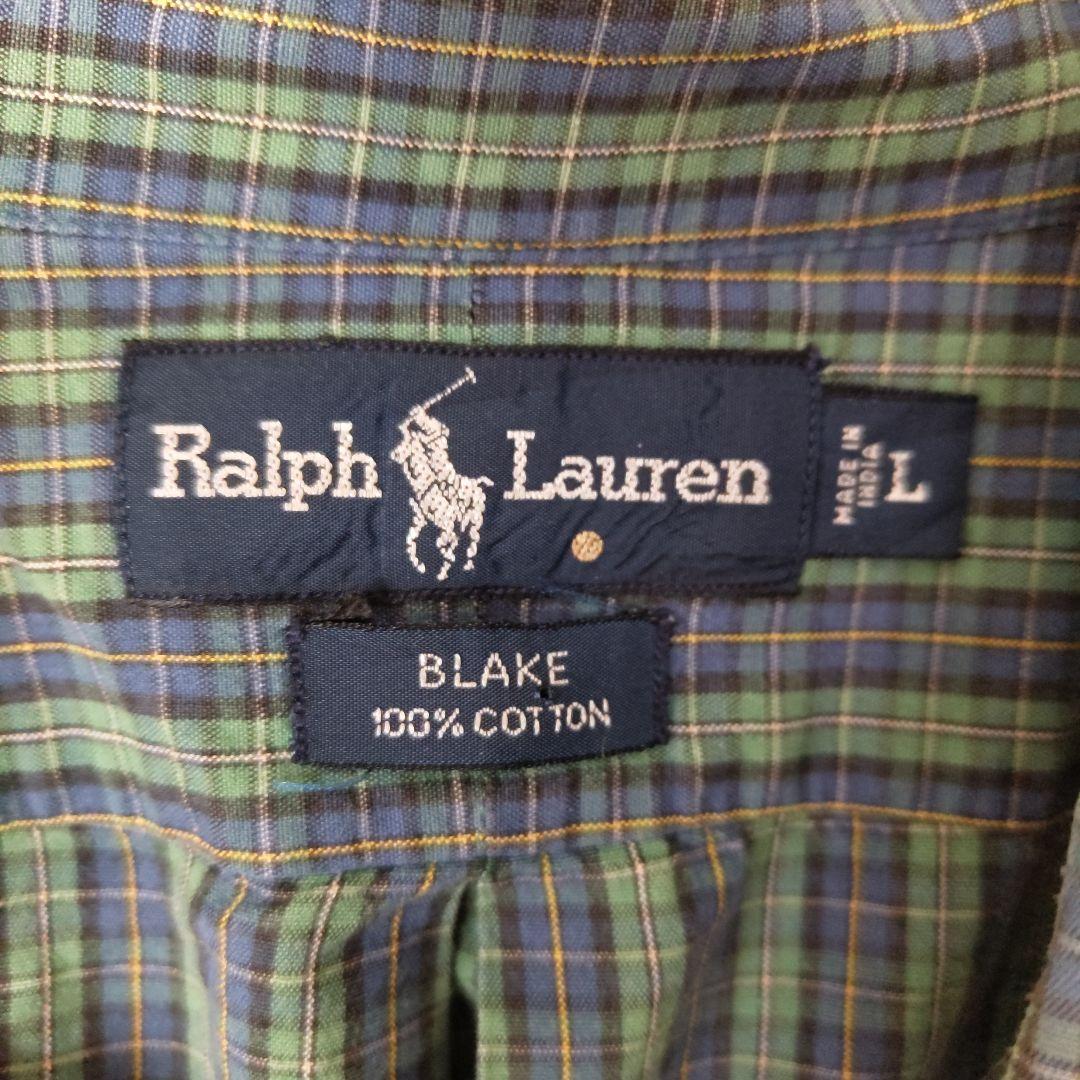 Ralph Lauren
MADE IN
INDIA
L
BLAKE
100% COTTON